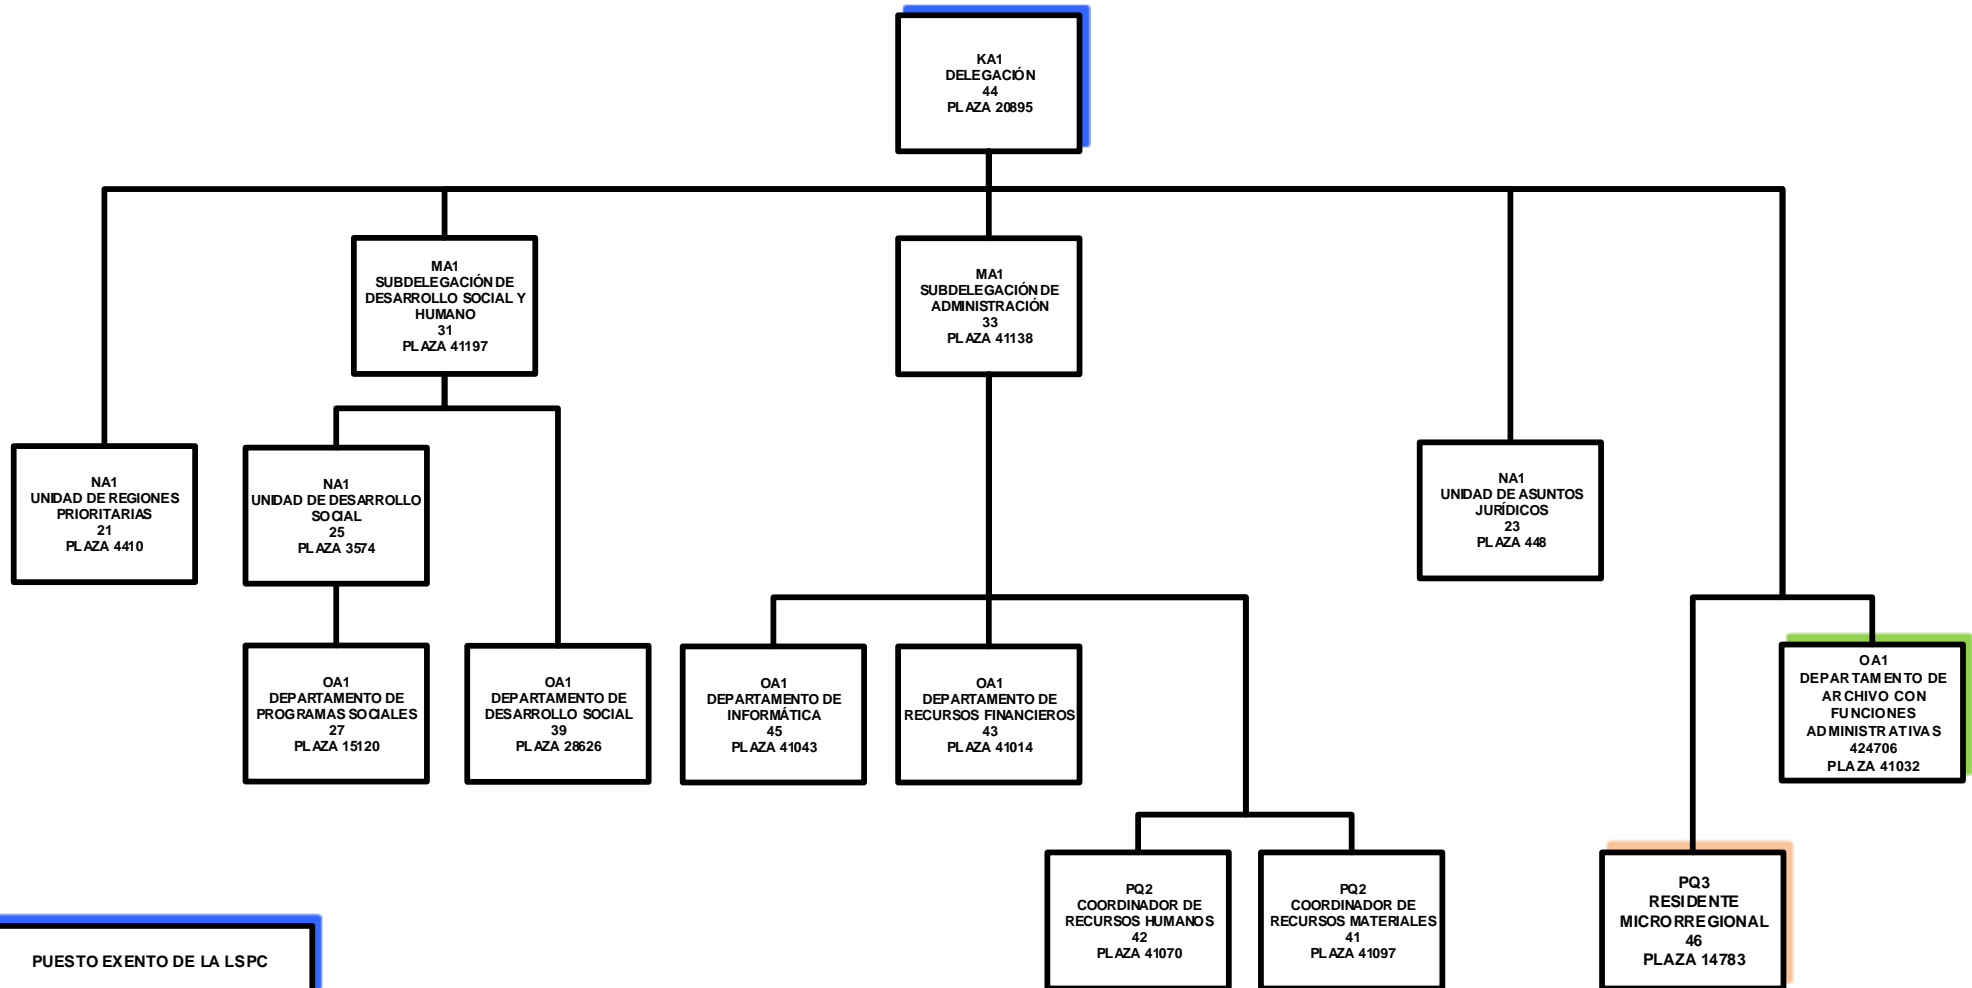 KA1
DELEGACIÓN
44
PLAZA 20895
MA1
SUBDELEGACIÓN DE
DESARROLLO SOCIAL Y
HUMANO
31
PLAZA 41197
MA1
SUBDELEGACIÓN DE
ADMINISTRACIÓN
33
PLAZA 41138
NA1
UNIDAD DE REGIONES
PRIORITARIAS
21
PLAZA 4410
NA1
UNIDAD DE DESARROLLO
SOCIAL
25
PLAZA 3574
NA1
UNIDAD DE ASUNTOS
JURÍDICOS
23
PLAZA 448
OA1
DEPARTAMENTO DE
PROGRAMAS SOCIALES
27
PLAZA 15120
OA1
DEPARTAMENTO DE
DESARROLLO SOCIAL
39
PLAZA 28626
OA1
DEPARTAMENTO DE
INFORMÁTICA
45
PLAZA 41043
OA1
DEPARTAMENTO DE
RECURSOS FINANCIEROS
43
PLAZA 41014
OA1
DEPARTAMENTO DE
ARCHIVO CON
FUNCIONES
ADMINISTRATIVAS
424706
PLAZA 41032
PQ2
COORDINADOR DE
RECURSOS HUMANOS
42
PLAZA 41070
PQ2
COORDINADOR DE
RECURSOS MATERIALES
41
PLAZA 41097
PQ3
RESIDENTE
MICRORREGIONAL
46
PLAZA 14783
PUESTO EXENTO DE LA LSPC